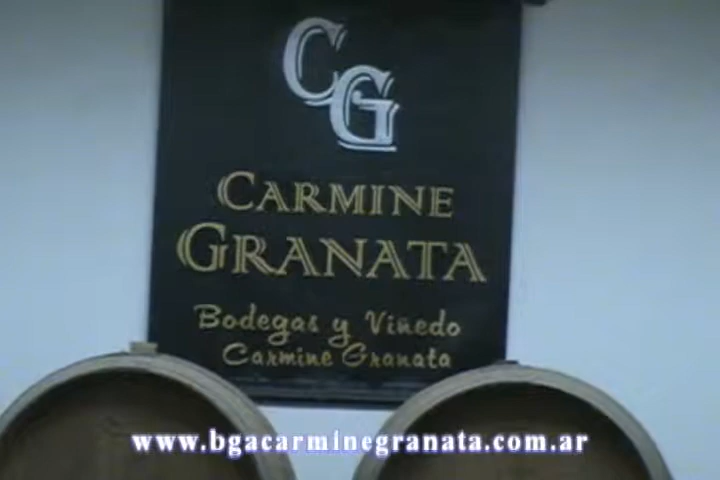 CG
CARMINE
GRANATA
Bodegas y Viñedo
Carmine Granata
www.bgacarminegranata.com.ar